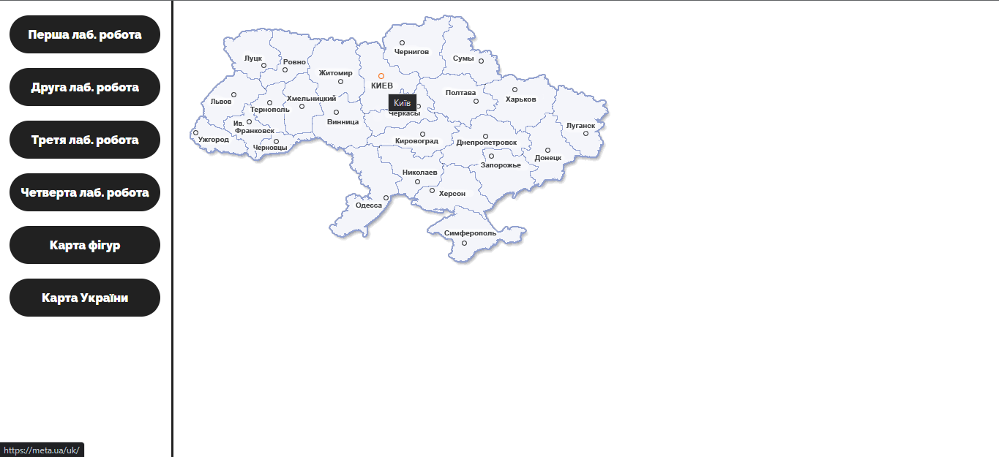 Перша лаб. робота
Друга лаб. робота
Третя лаб. робота
Четверта лаб. робота
Карта фігур
Карта України
Чернигов
Сумы
Луцк
Ровно
Житомир
КИЕВ
Полтава
Харьков
Львов
Хмельницкий
Тернополь
Київ
Черкасы
Винница
Ив.
Франковск
Луганск
Ужгород
Черновцы
Кировоград
Днепропетровск
Донецк
Запорожье
Николаев
Херсон
Одесса
Симферополь
https://meta.ua/uk/